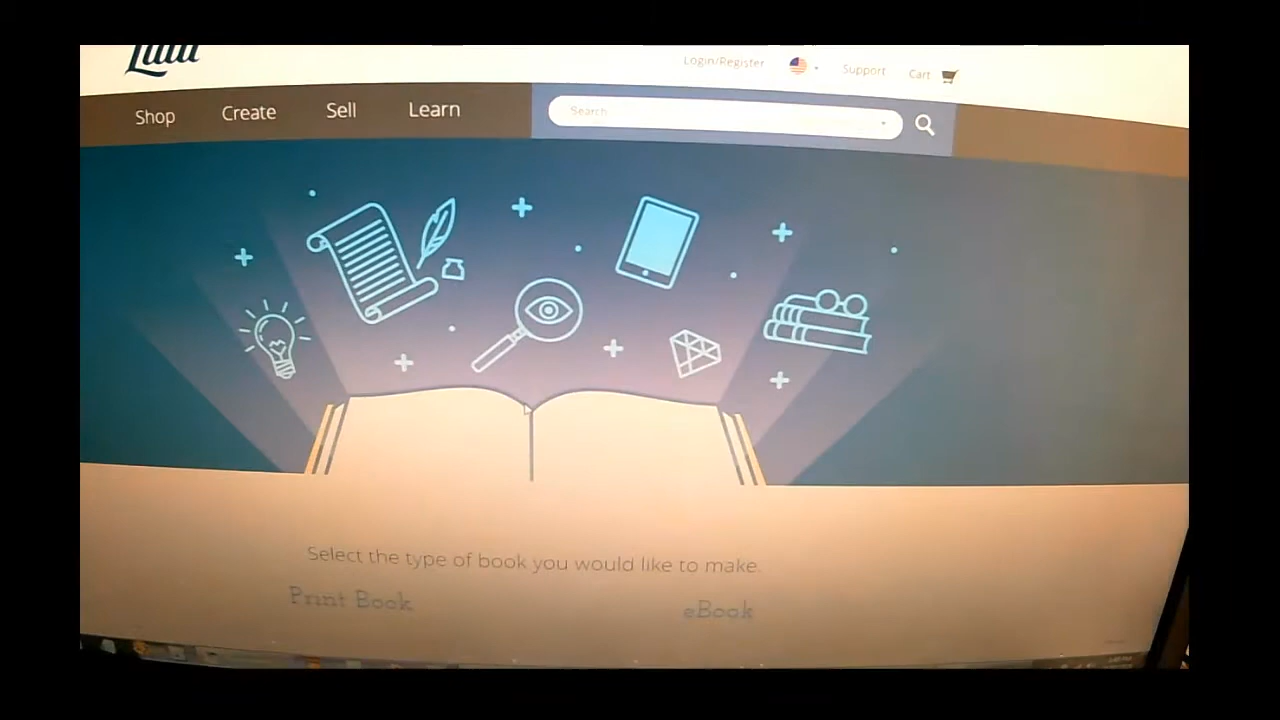 Lulu
Login/Register Support Cart
Shop Create Sell Learn Search
Select the type of book you would like to make.
Print Book eBook